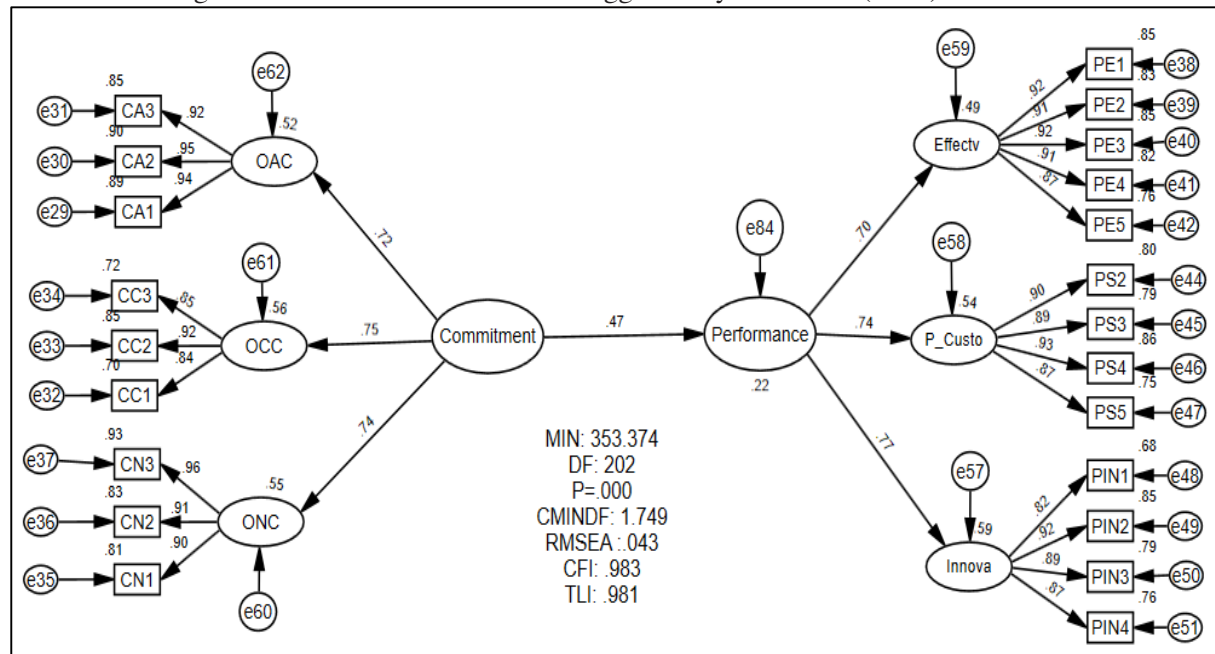 e62
.85
e31
CA3
.92
.52
.90
e30
CA2
.95
OAC
.89
.94
e29
CA1
.72
e61
.72
e34
CC3
.85
.56
.85
e33
CC2
.92
OCC
.75
.70
.84
e32
CC1
.93
.74
e37
CN3
.96
.55
.83
e36
CN2
.91
ONC
.81
.90
e35
CN1
e60
Commitment
.47
Performance
e84
.22
MIN: 353.374
DF: 202
P=.000
CMINDF: 1.749
RMSEA :.043
CFI: .983
TLI: .981
e59
.49
Effectv
.70
.85
.92
PE1
e38
.83
.91
PE2
e39
.85
.92
PE3
e40
.82
.91
PE4
e41
.76
.87
PE5
e42
e58
.54
P_Custo
.74
.80
.90
PS2
e44
.79
.89
PS3
e45
.86
.93
PS4
e46
.75
.87
PS5
e47
.77
e57
.59
Innova
.68
.82
PIN1
e48
.85
.92
PIN2
e49
.79
.89
PIN3
e50
.76
.87
PIN4
e51